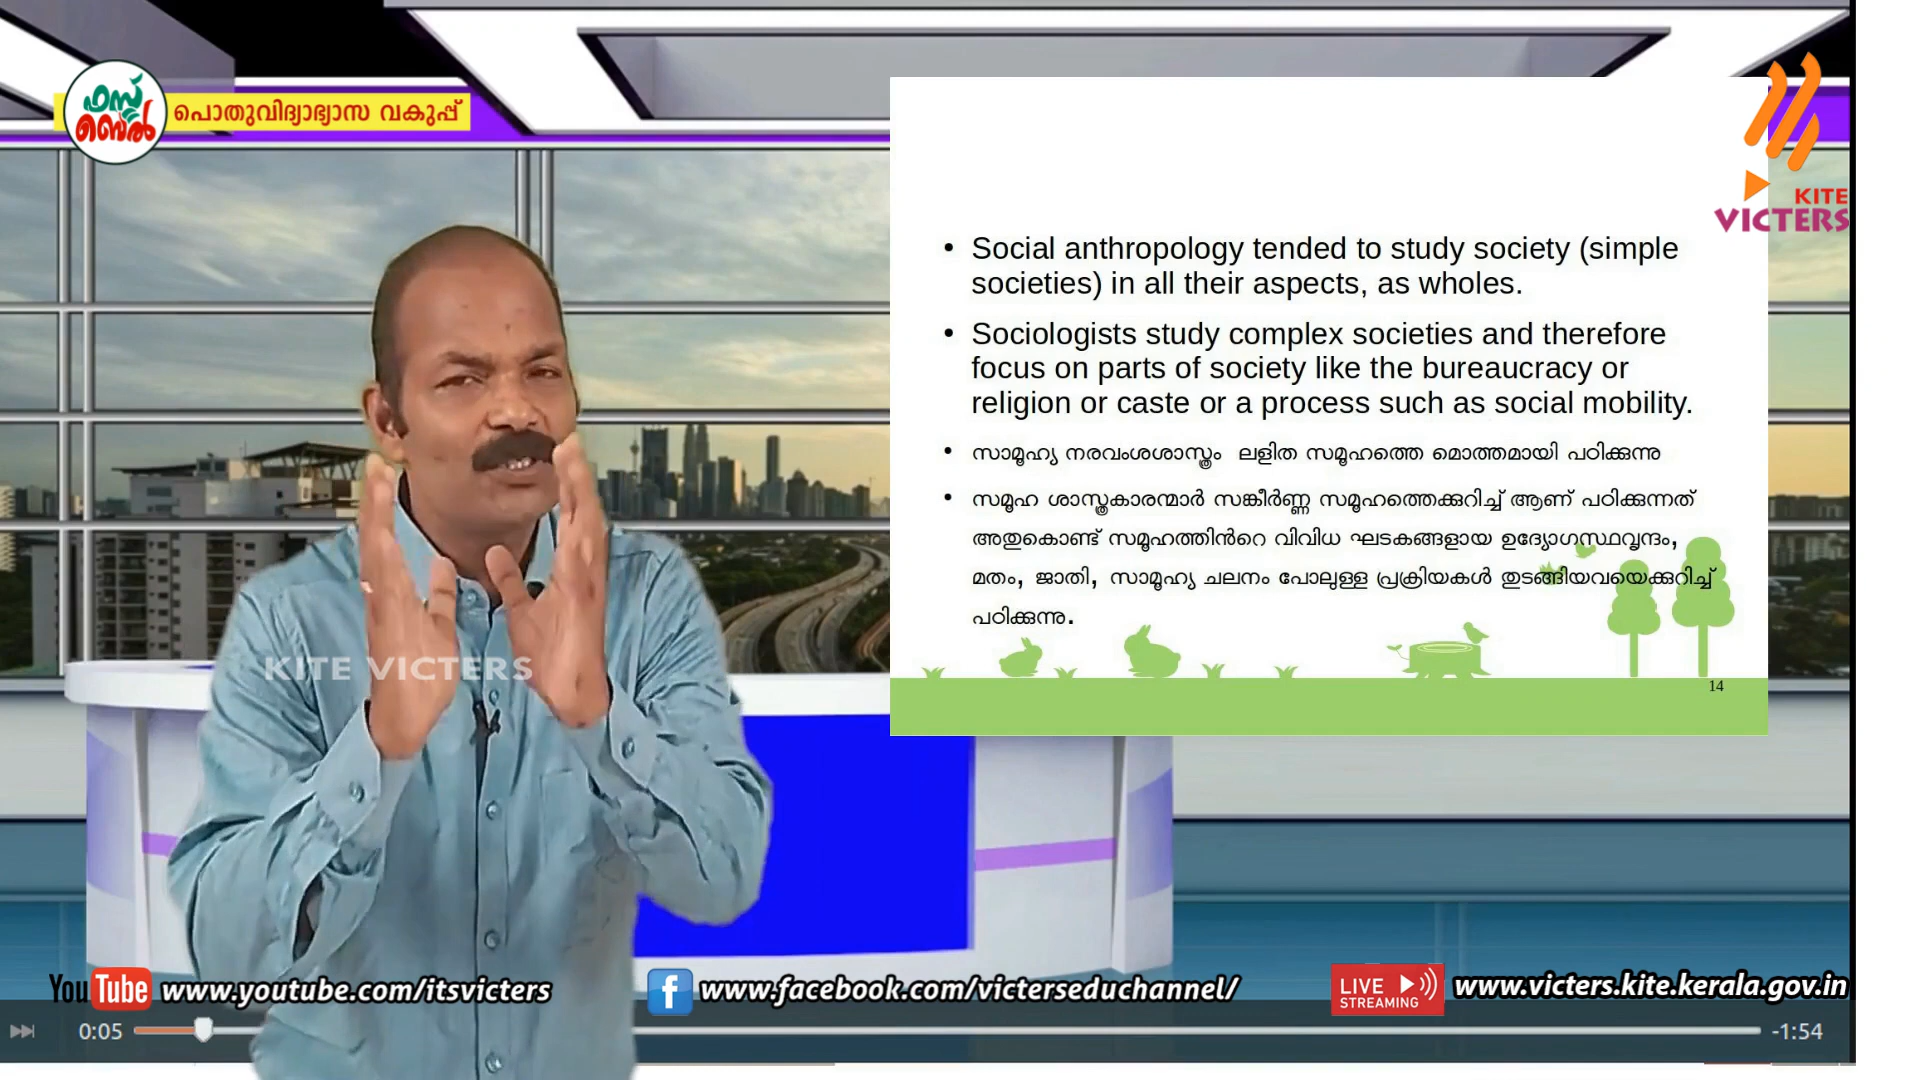 ഫസ്റ്റ്
ബെൽ
പൊതുവിദ്യാഭ്യാസ വകുപ്പ്
KITE
VICTERS
• Social anthropology tended to study society (simple
societies) in all their aspects, as wholes.
• Sociologists study complex societies and therefore
focus on parts of society like the bureaucracy or
religion or caste or a process such as social mobility.
• സാമൂഹ്യ നരവംശശാസ്ത്രം ലളിത സമൂഹത്തെ മൊത്തമായി പഠിക്കുന്നു
• സമൂഹ ശാസ്ത്രകാരന്മാർ സങ്കീർണ്ണ സമൂഹത്തെക്കുറിച്ച് ആണ് പഠിക്കുന്നത്
അതുകൊണ്ട് സമൂഹത്തിൻറെ വിവിധ ഘടകങ്ങളായ ഉദ്യോഗസ്ഥവൃന്ദം,
മതം, ജാതി, സാമൂഹ്യ ചലനം പോലുള്ള പ്രക്രിയകൾ തുടങ്ങിയവയെക്കുറിച്ച്
പഠിക്കുന്നു.
14
KITE VICTERS
YouTube www.youtube.com/itsvicters
f www.facebook.com/victerseduchannel/
LIVE
STREAMING
www.victers.kite.kerala.gov.in
0:05
-1:54